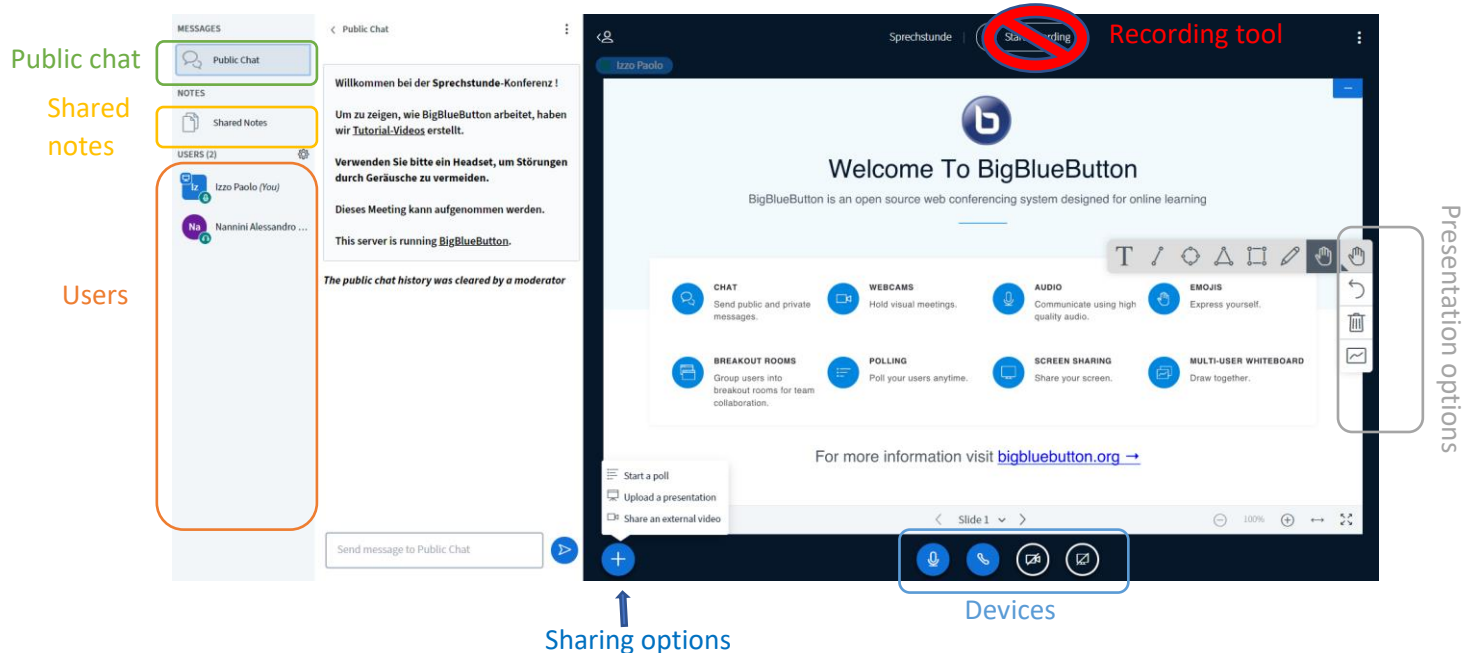 Public chat
Shared
notes
Users
MESSAGES
Public Chat
NOTES
Shared Notes
USERS (2)
Iz
Izzo Paolo (You)
Na
Nannini Alessandro ...
Public Chat
Willkommen bei der Sprechstunde-Konferenz !
Um zu zeigen, wie BigBlueButton arbeitet, haben
wir Tutorial-Videos erstellt.
Verwenden Sie bitte ein Headset, um Störungen
durch Geräusche zu vermeiden.
Dieses Meeting kann aufgenommen werden.
This server is running BigBlueButton.
The public chat history was cleared by a moderator
Send message to Public Chat
Sprechstunde
Recording tool
Izzo Paolo
b
Welcome To BigBlueButton
BigBlueButton is an open source web conferencing system designed for online learning
T
CHAT
Send public and private
messages.
WEBCAMS
Hold visual meetings.
AUDIO
Communicate using high
quality audio.
EMOJIS
Express yourself.
BREAKOUT ROOMS
Group users into
breakout rooms for team
collaboration.
POLLING
Poll your users anytime.
SCREEN SHARING
Share your screen.
MULTI-USER WHITEBOARD
Draw together.
For more information visit bigbluebutton.org →
Start a poll
Upload a presentation
Share an external video
Slide 1
100%
Presentation options
Devices
Sharing options